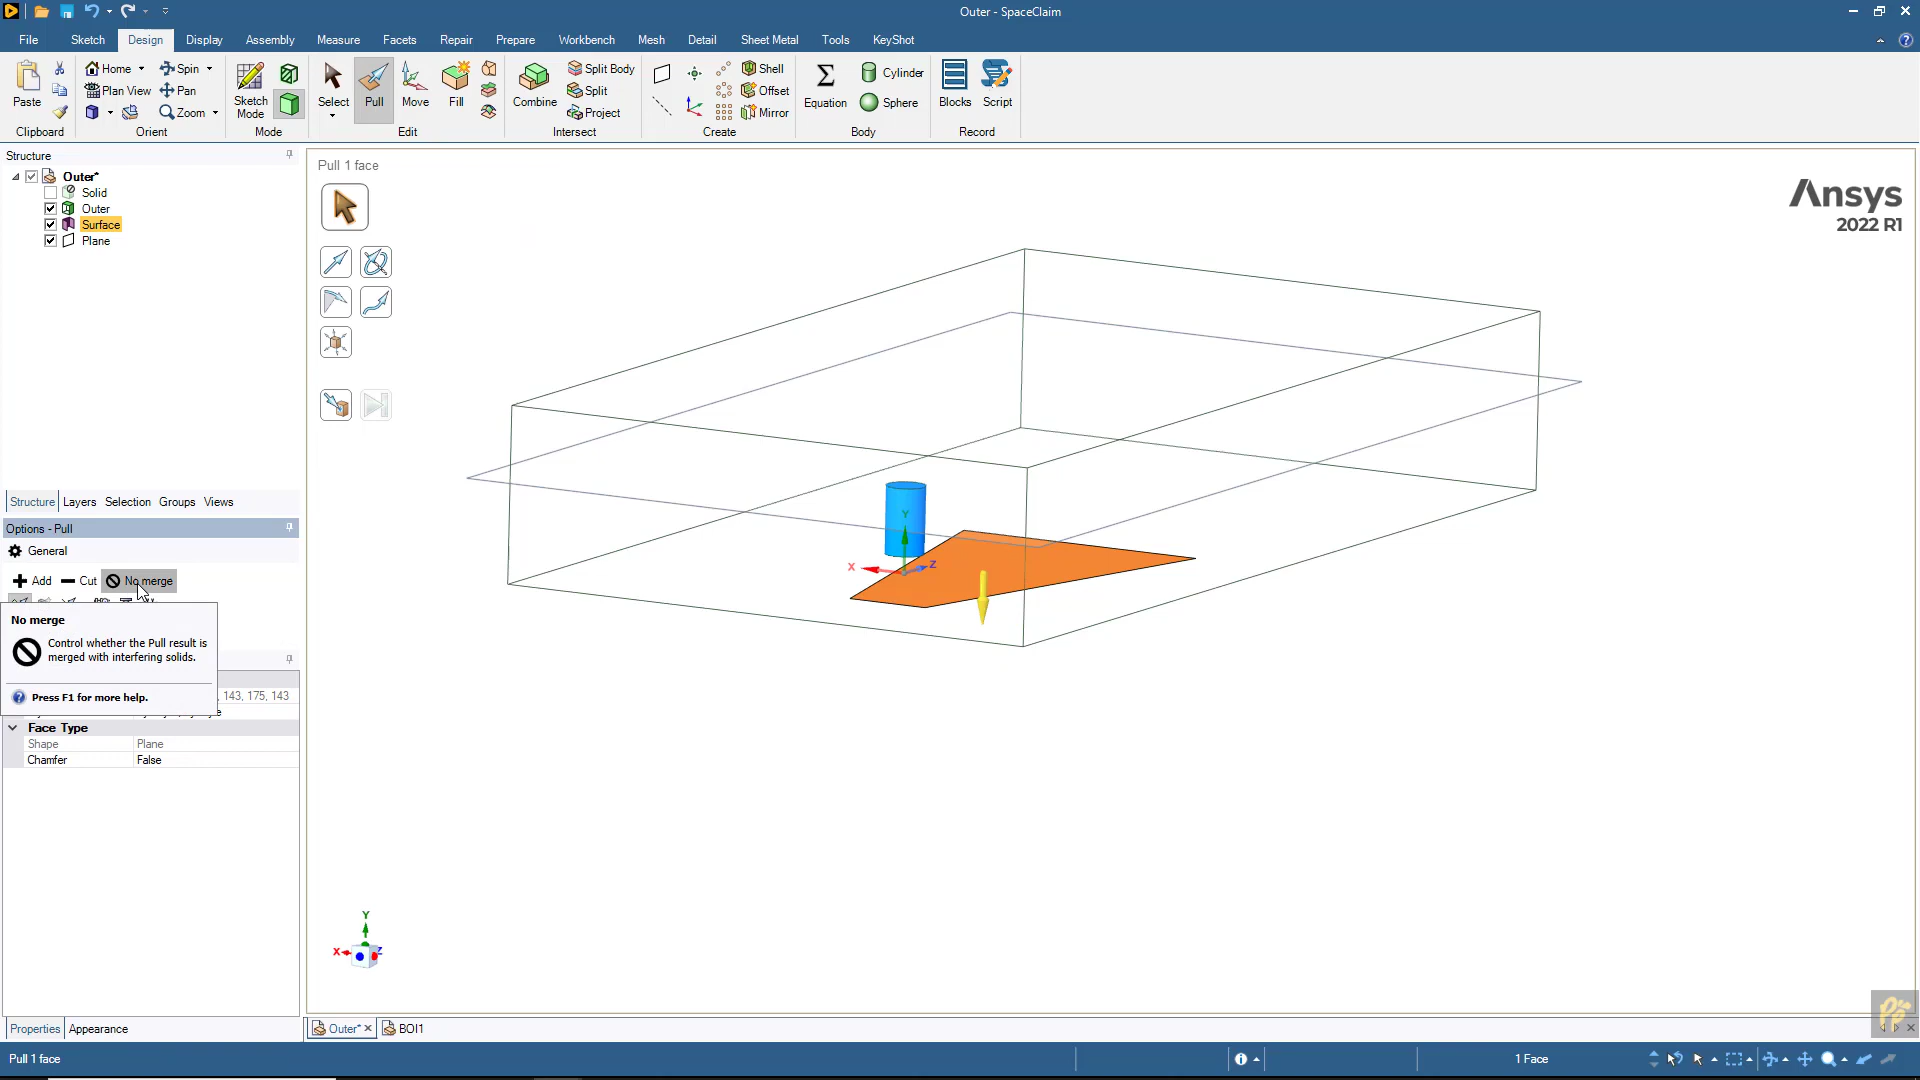 Outer - SpaceClaim
File Sketch Design Display Assembly Measure Facets Repair Prepare Workbench Mesh Detail Sheet Metal Tools KeyShot
Paste
Home
Plan View
Spin
Pan
Zoom
Sketch
Mode
Select
Pull
Move
Fill
Combine
Split Body
Split
Project
Shell
Offset
Mirror
Equation
Cylinder
Sphere
Blocks
Script
Clipboard Orient Mode Edit Intersect Create Body Record
Structure
Outer*
Solid
Outer
Surface
Plane
Structure Layers Selection Groups Views
Options - Pull
General
Add Cut No merge
No merge
Control whether the Pull result is
merged with interfering solids.
Press F1 for more help.
143, 175, 143
Face Type
Shape Plane
Chamfer False
Properties Appearance
Pull 1 face
Ansys
2022 R1
Y
X
Z
Y
X
Z
Outer* BOI1
Pull 1 face
1 Face